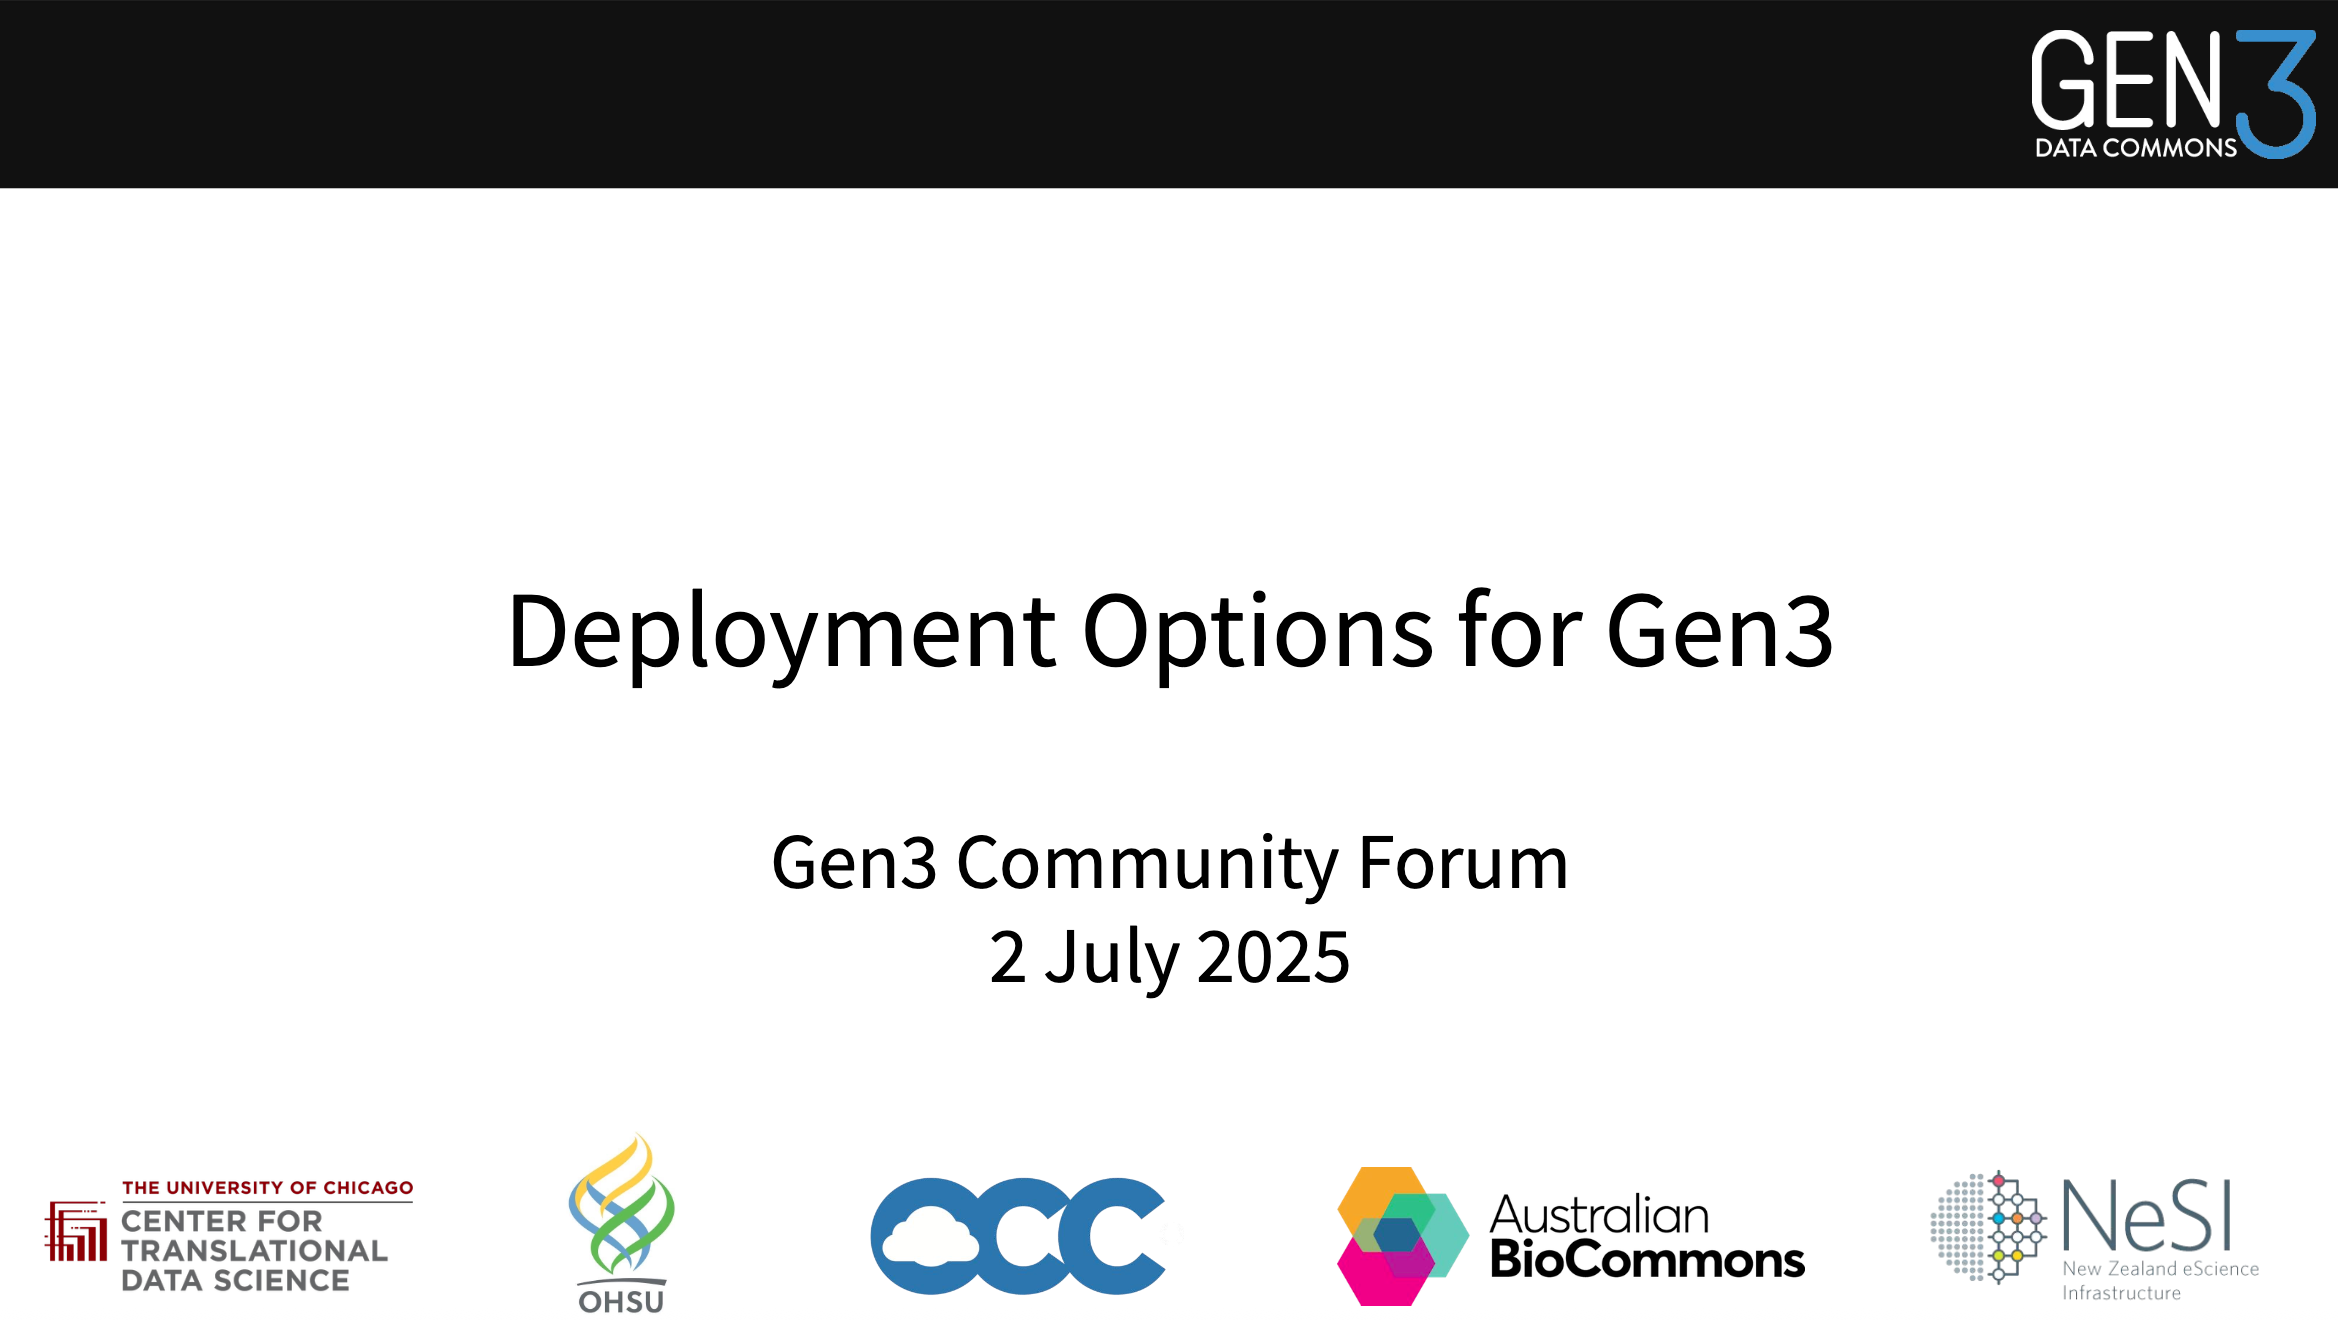 GEN3
DATA COMMONS
Deployment Options for Gen3
Gen3 Community Forum
2 July 2025
THE UNIVERSITY OF CHICAGO
CENTER FOR
TRANSLATIONAL
DATA SCIENCE
OHSU
OCC
Australian
BioCommons
NeSI
New Zealand eScience
Infrastructure